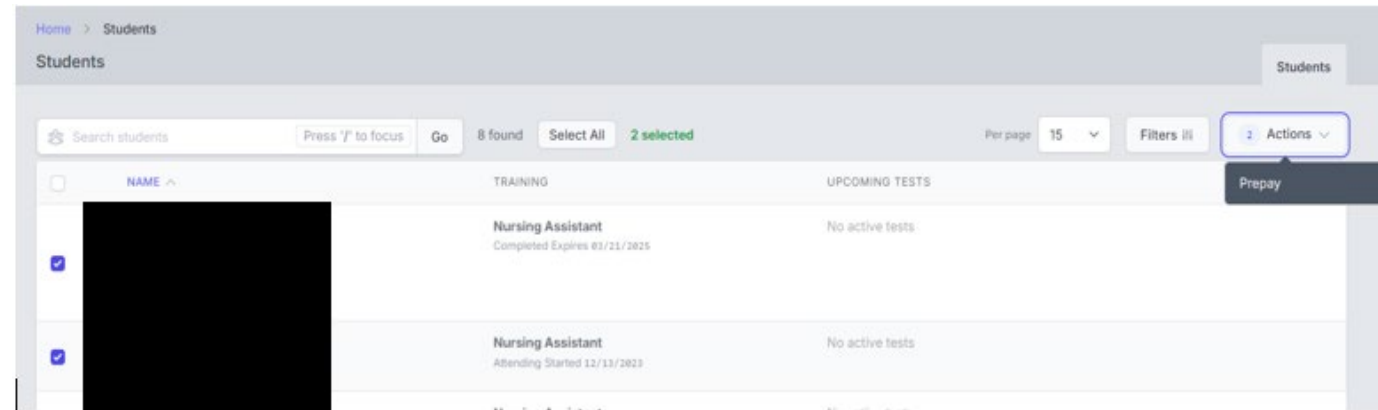 Home > Students
Students
Students
Search students Press '/' to focus Go 8 found Select All 2 selected Per page 15 Filters 2 Actions
NAME TRAINING UPCOMING TESTS Prepay
Nursing Assistant No active tests
Completed Expires 03/21/2025
Nursing Assistant No active tests
Attending Started 12/13/2023